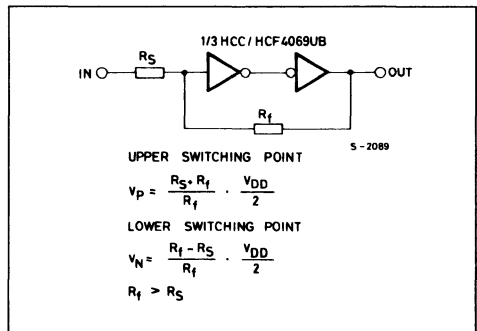 1/3 HCC / HCF4069UB
IN
RS
OUT
Rf
S-2089
UPPER SWITCHING POINT
VP = RS+Rf / Rf · VDD / 2
LOWER SWITCHING POINT
VN = Rf - RS / Rf · VDD / 2
Rf > RS